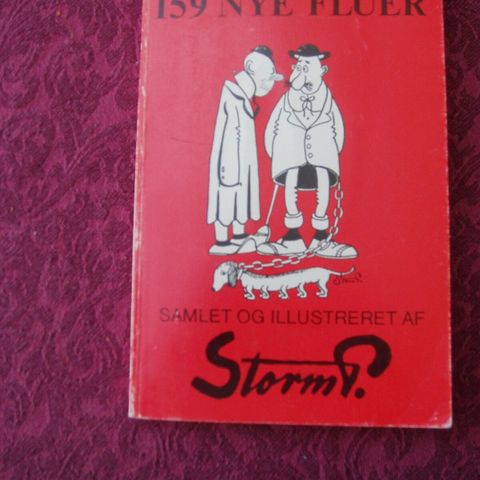 159 NYE FLUER
SAMLET OG ILLUSTRERET AF
Storm P.